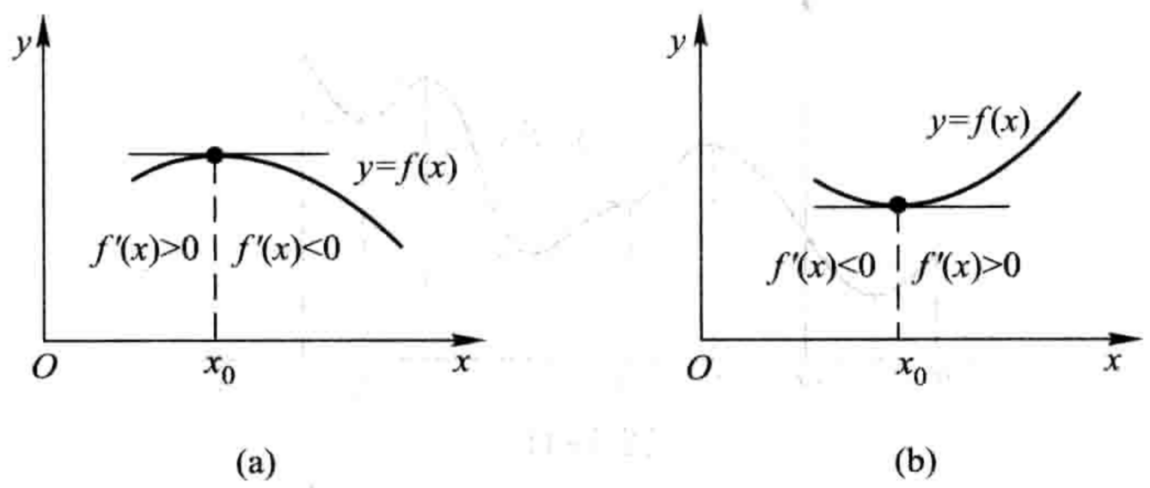 y
y=f(x)
f'(x)>0
f'(x)<0
O
x₀
x
(a)
y
y=f(x)
f'(x)<0
f'(x)>0
O
x₀
x
(b)